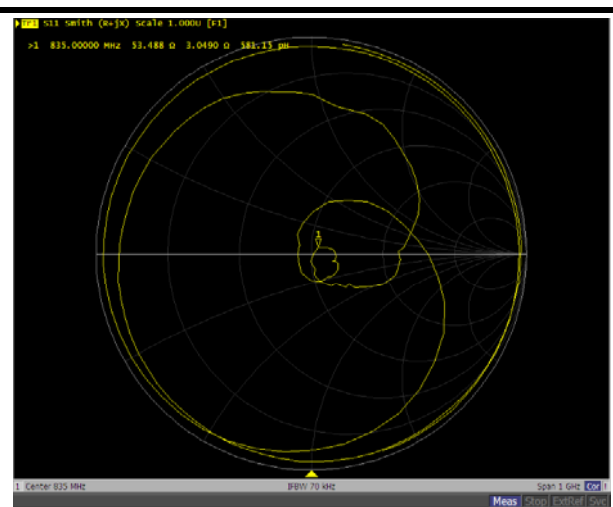 Tr1 S11 Smith (R+jX) Scale 1.000U [F1]
>1 835.00000 MHz 53.488 Ω 3.0490 Ω 581.15 pH
1
1 Center 835 MHz IFBW 70 kHz Span 1 GHz Cor !
Meas Stop ExtRef Svc